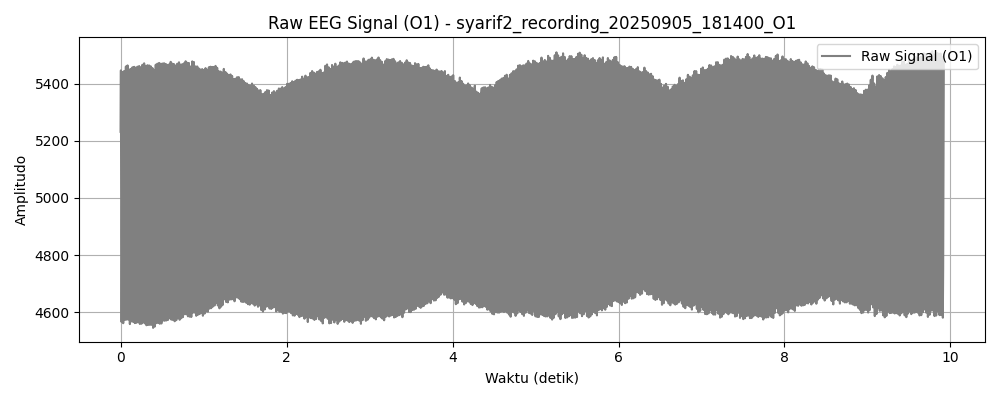 Raw EEG Signal (O1) - syarif2_recording_20250905_181400_O1
Raw Signal (O1)
5400
5200
5000
4800
4600
Amplitudo
0 2 4 6 8 10
Waktu (detik)